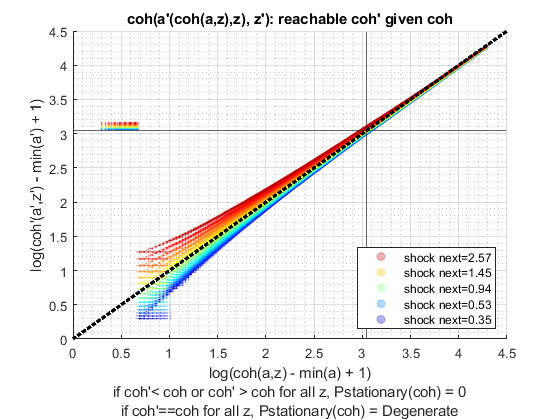 coh(a'(coh(a,z),z), z'): reachable coh' given coh
4.5
4
3.5
3
2.5
2
1.5
1
0.5
0
log(coh'(a',z') - min(a') + 1)
shock next=2.57
shock next=1.45
shock next=0.94
shock next=0.53
shock next=0.35
0 0.5 1 1.5 2 2.5 3 3.5 4 4.5
log(coh(a,z) - min(a) + 1)
if coh'< coh or coh' > coh for all z, Pstationary(coh) = 0
if coh'==coh for all z, Pstationary(coh) = Degenerate